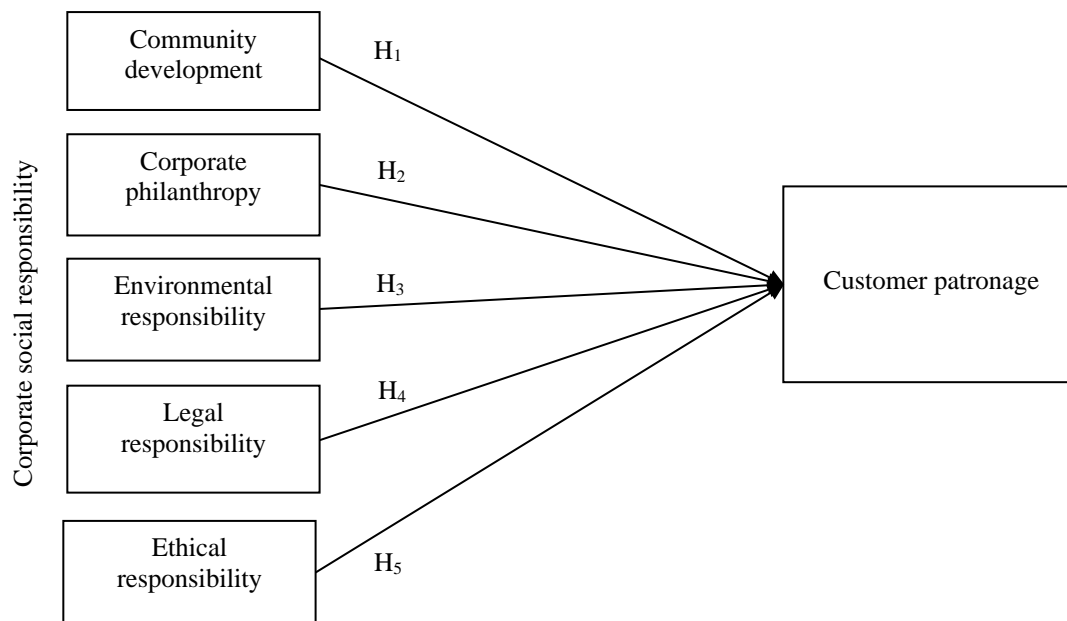 Corporate social responsibility
Community
development
H₁
Corporate
philanthropy
H₂
Environmental
responsibility
H₃
Legal
responsibility
H₄
Ethical
responsibility
H₅
Customer patronage